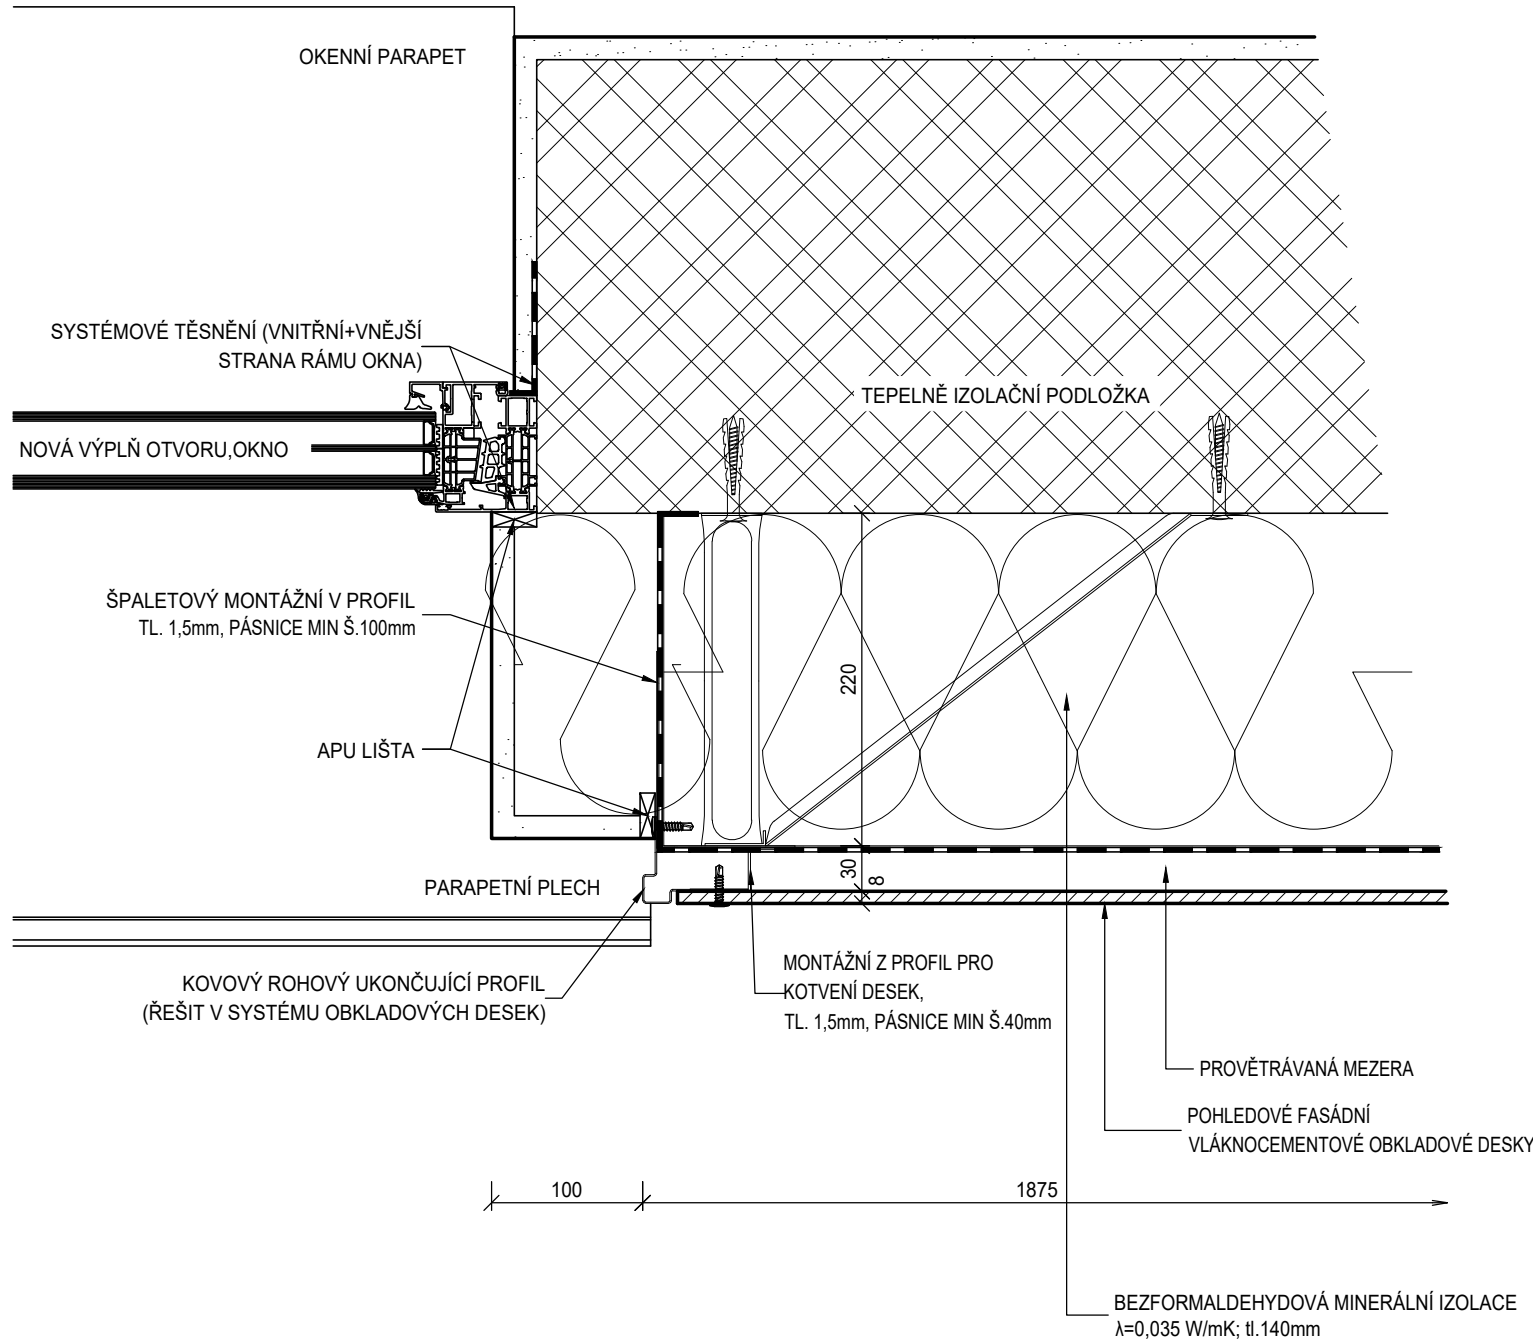 OKENNÍ PARAPET
SYSTÉMOVÉ TĚSNĚNÍ (VNITŘNÍ+VNĚJŠÍ
STRANA RÁMU OKNA)
TEPELNĚ IZOLAČNÍ PODLOŽKA
NOVÁ VÝPLŇ OTVORU,OKNO
ŠPALETOVÝ MONTÁŽNÍ V PROFIL
TL. 1,5mm, PÁSNICE MIN Š.100mm
220
APU LIŠTA
30
8
PARAPETNÍ PLECH
KOVOVÝ ROHOVÝ UKONČUJÍCÍ PROFIL
(ŘEŠIT V SYSTÉMU OBKLADOVÝCH DESEK)
MONTÁŽNÍ Z PROFIL PRO
KOTVENÍ DESEK,
TL. 1,5mm, PÁSNICE MIN Š.40mm
PROVĚTRÁVANÁ MEZERA
POHLEDOVÉ FASÁDNÍ
VLÁKNOCEMENTOVÉ OBKLADOVÉ DESKY
100
1875
BEZFORMALDEHYDOVÁ MINERÁLNÍ IZOLACE
λ=0,035 W/mK; tl.140mm